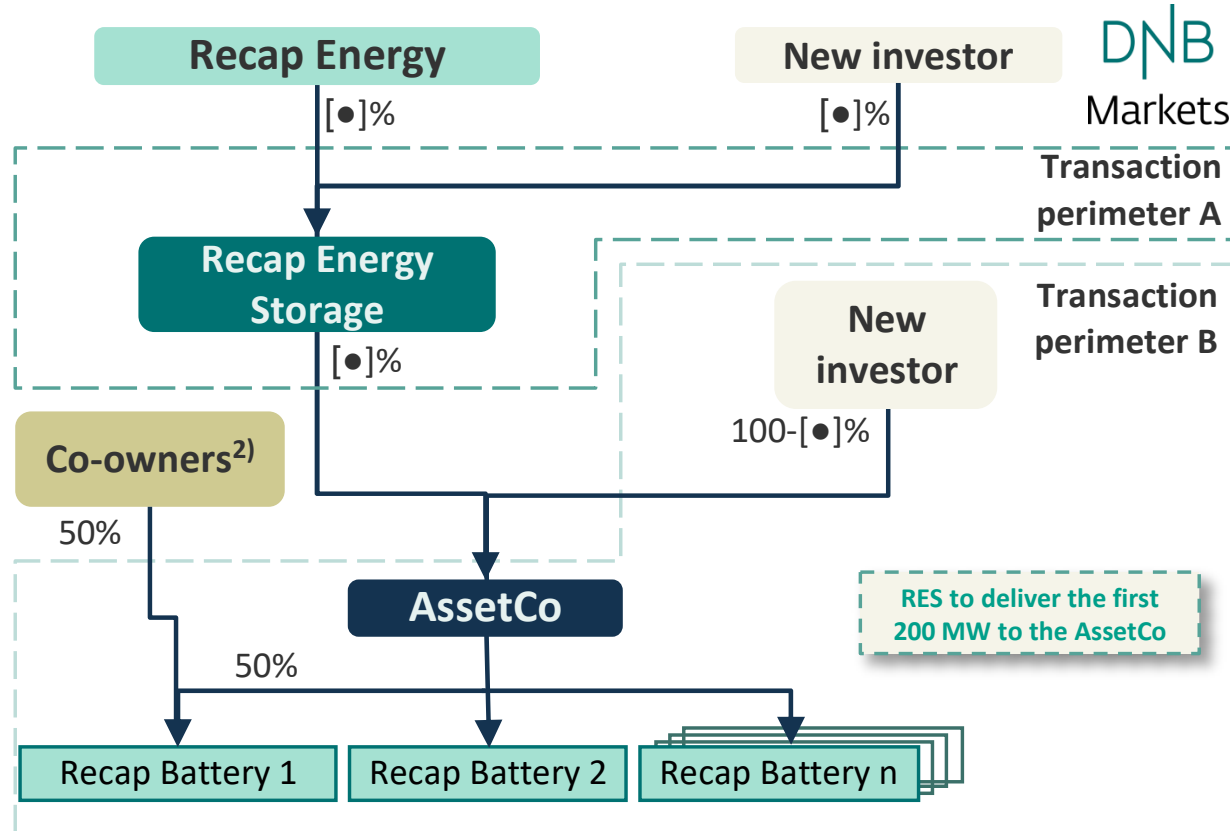 Recap Energy
New investor
DNB
Markets
[●]%
[●]%
Transaction
perimeter A
Recap Energy
Storage
[●]%
New
investor
Transaction
perimeter B
100-[●]%
Co-owners²⁾
50%
AssetCo
RES to deliver the first
200 MW to the AssetCo
50%
Recap Battery 1
Recap Battery 2
Recap Battery n